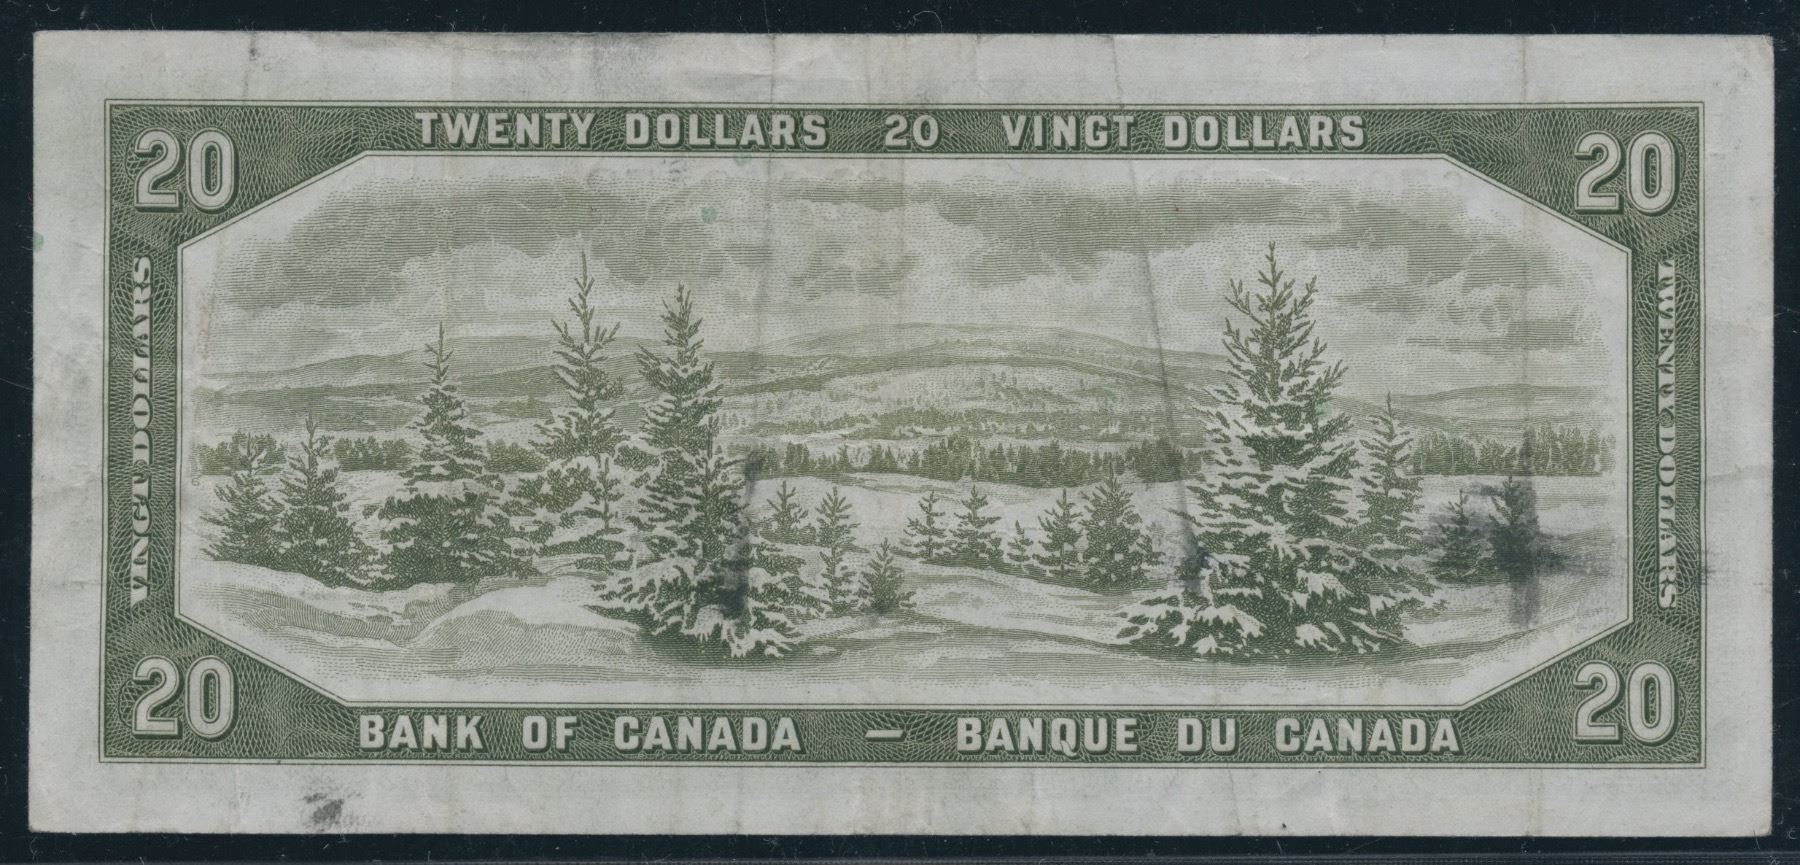 TWENTY DOLLARS 20 VINGT DOLLARS
20
20
VINGT DOLLARS
TWENTY DOLLARS
20
20
BANK OF CANADA – BANQUE DU CANADA